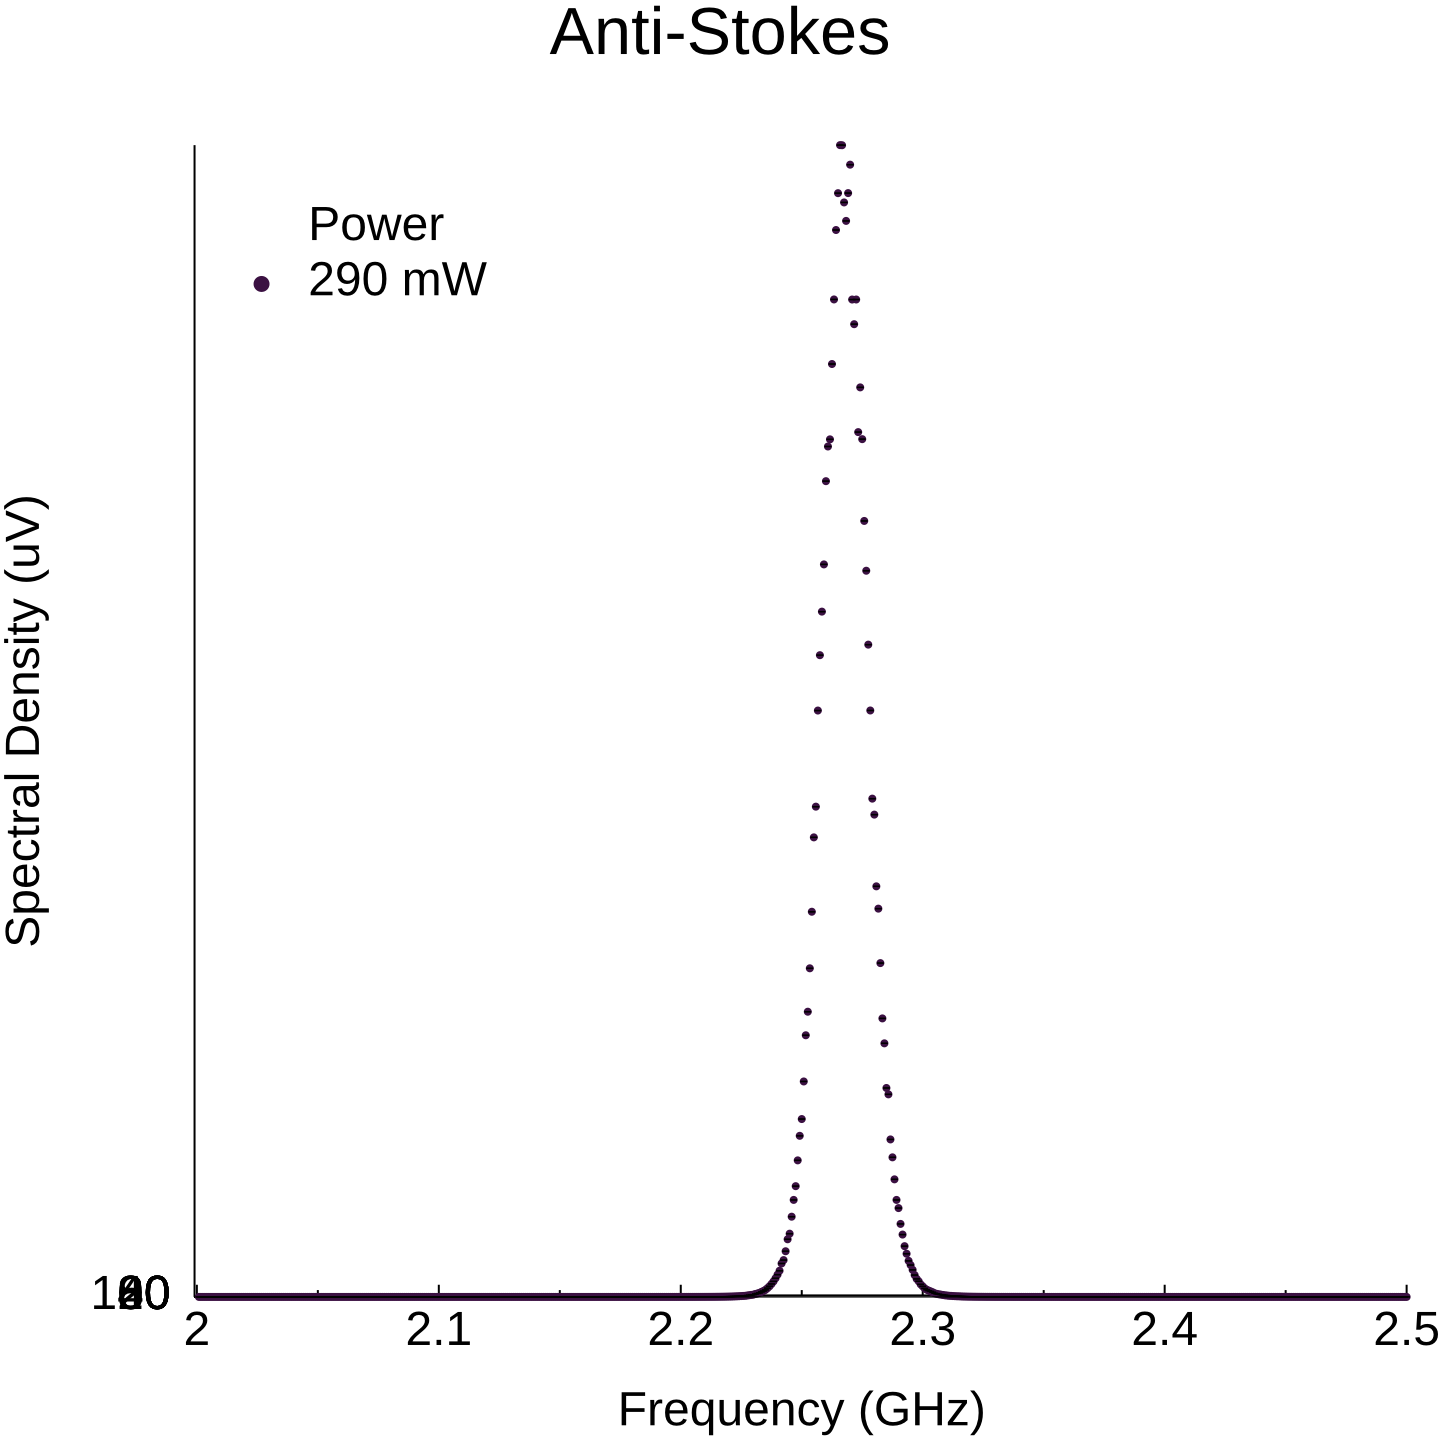 Anti-Stokes
Power
290 mW
Spectral Density (uV)
2
2.1
2.2
2.3
2.4
2.5
Frequency (GHz)